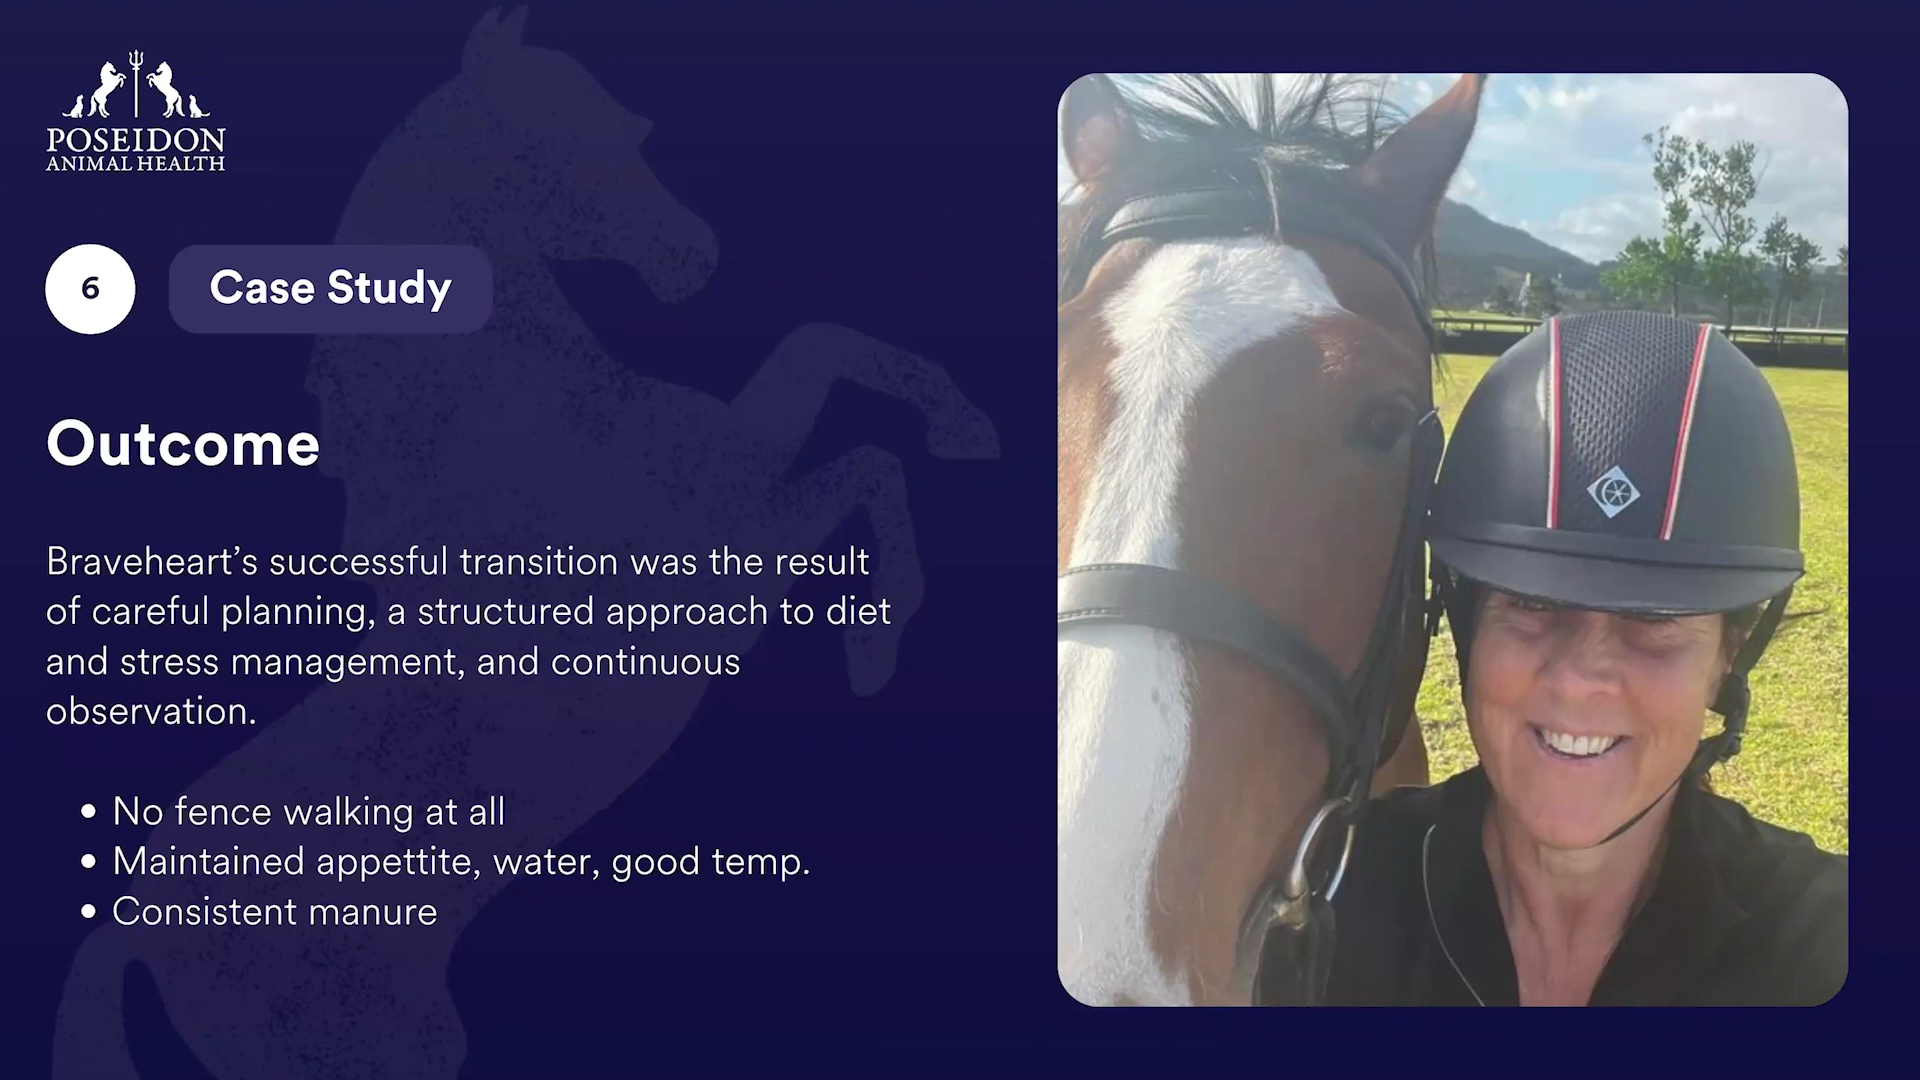 POSEIDON
ANIMAL HEALTH
6
Case Study
Outcome
Braveheart’s successful transition was the result
of careful planning, a structured approach to diet
and stress management, and continuous
observation.
• No fence walking at all
• Maintained appettite, water, good temp.
• Consistent manure